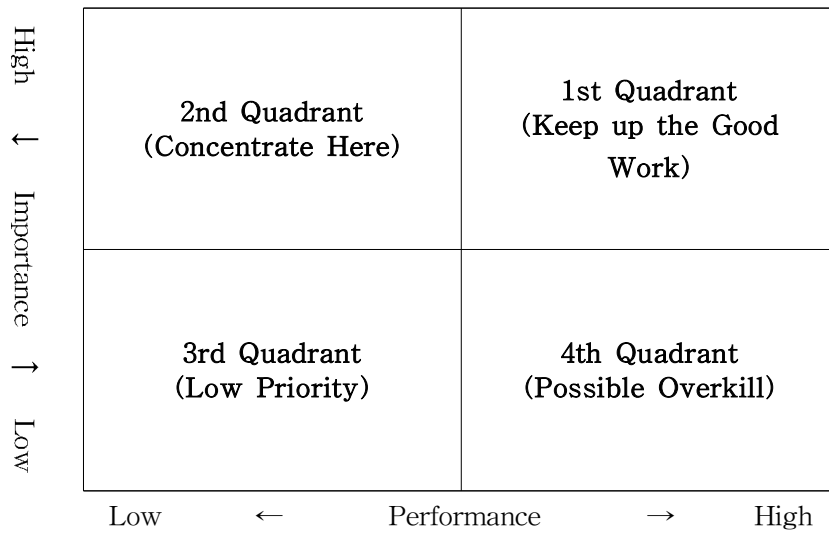 High ↓ Importance ↑ Low
2nd Quadrant
(Concentrate Here)
1st Quadrant
(Keep up the Good
Work)
3rd Quadrant
(Low Priority)
4th Quadrant
(Possible Overkill)
Low ← Performance → High